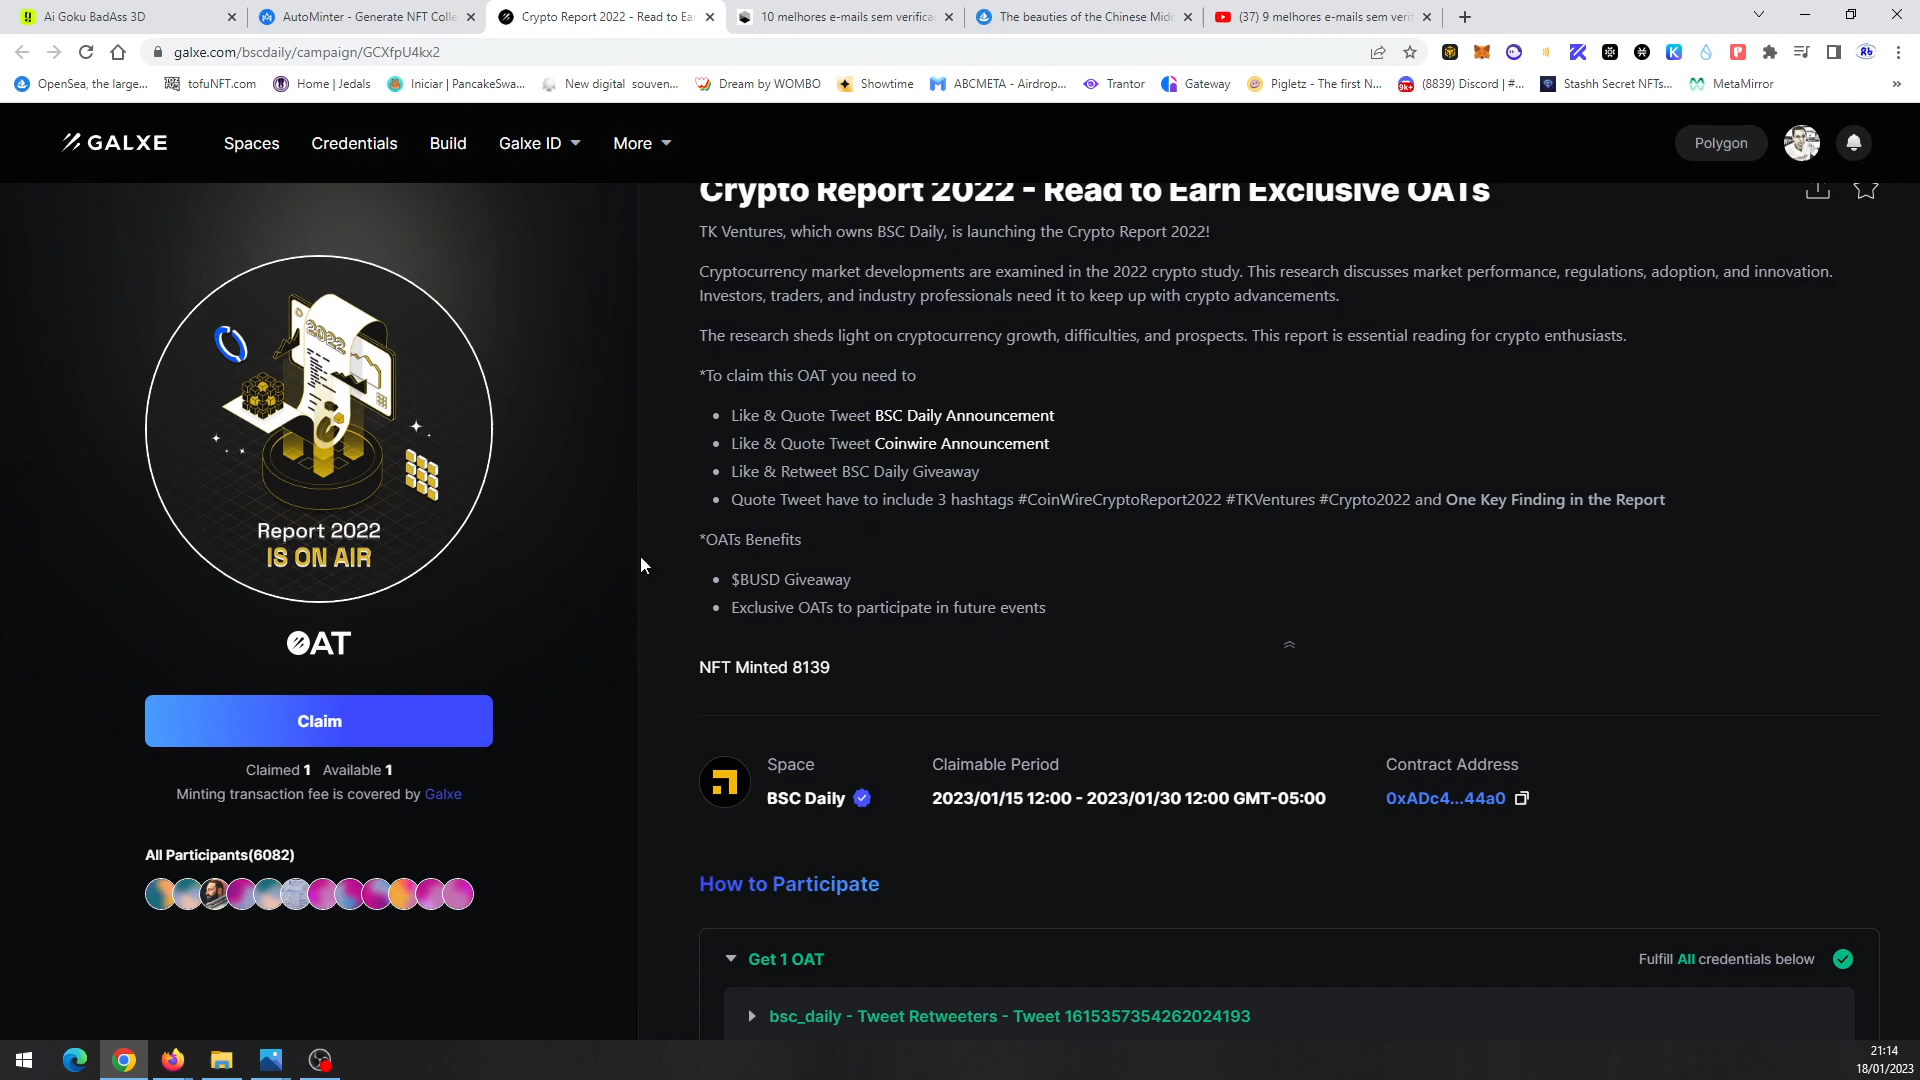 Ai Goku BadAss 3D
AutoMinter - Generate NFT Colle
Crypto Report 2022 - Read to Ea
10 melhores e-mails sem verifica
The beauties of the Chinese Mid
(37) 9 melhores e-mails sem veri
galxe.com/bscdaily/campaign/GCXfpU4kx2
OpenSea, the large...
tofuNFT.com
Home | Jedals
Iniciar | PancakeSwa...
New digital souven...
Dream by WOMBO
Showtime
ABCMETA - Airdrop...
Trantor
Gateway
Pigletz - The first N...
(8839) Discord | #...
Stashh Secret NFTs...
MetaMirror
GALXE
Spaces
Credentials
Build
Galxe ID
More
Polygon
Crypto Report 2022 - Read to Earn Exclusive OATs
TK Ventures, which owns BSC Daily, is launching the Crypto Report 2022!
Cryptocurrency market developments are examined in the 2022 crypto study. This research discusses market performance, regulations, adoption, and innovation.
Investors, traders, and industry professionals need it to keep up with crypto advancements.
The research sheds light on cryptocurrency growth, difficulties, and prospects. This report is essential reading for crypto enthusiasts.
*To claim this OAT you need to
• Like & Quote Tweet BSC Daily Announcement
• Like & Quote Tweet Coinwire Announcement
• Like & Retweet BSC Daily Giveaway
• Quote Tweet have to include 3 hashtags #CoinWireCryptoReport2022 #TKVentures #Crypto2022 and One Key Finding in the Report
*OATs Benefits
• $BUSD Giveaway
• Exclusive OATs to participate in future events
NFT Minted 8139
2022
Report 2022
IS ON AIR
OAT
Claim
Claimed 1 Available 1
Minting transaction fee is covered by Galxe
All Participants(6082)
Space
BSC Daily
Claimable Period
2023/01/15 12:00 - 2023/01/30 12:00 GMT-05:00
Contract Address
0xADc4...44a0
How to Participate
Get 1 OAT
Fulfill All credentials below
bsc_daily - Tweet Retweeters - Tweet 1615357354262024193
21:14
18/01/2023